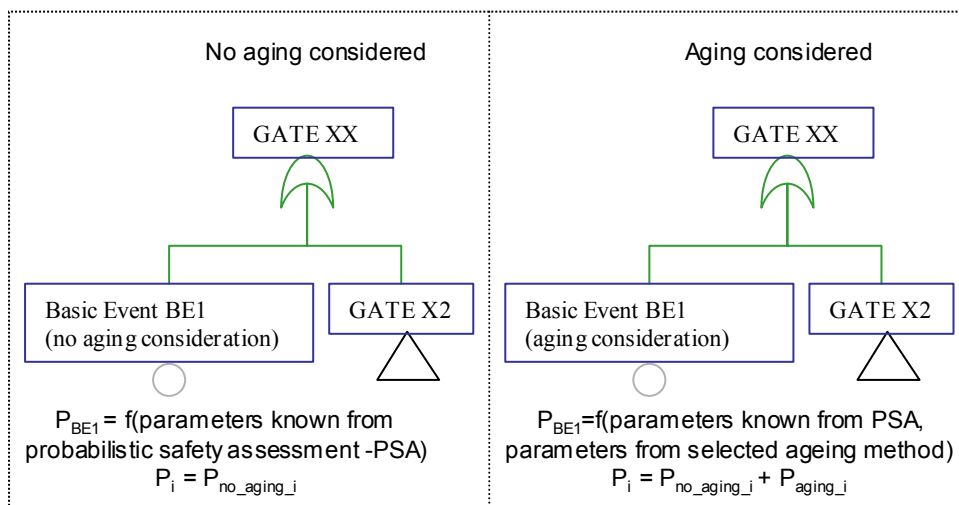 No aging considered
GATE XX
Basic Event BE1
(no aging consideration)
GATE X2
P_BE1 = f(parameters known from
probabilistic safety assessment -PSA)
P_i = P_no_aging_i
Aging considered
GATE XX
Basic Event BE1
(aging consideration)
GATE X2
P_BE1=f(parameters known from PSA,
parameters from selected ageing method)
P_i = P_no_aging_i + P_aging_i